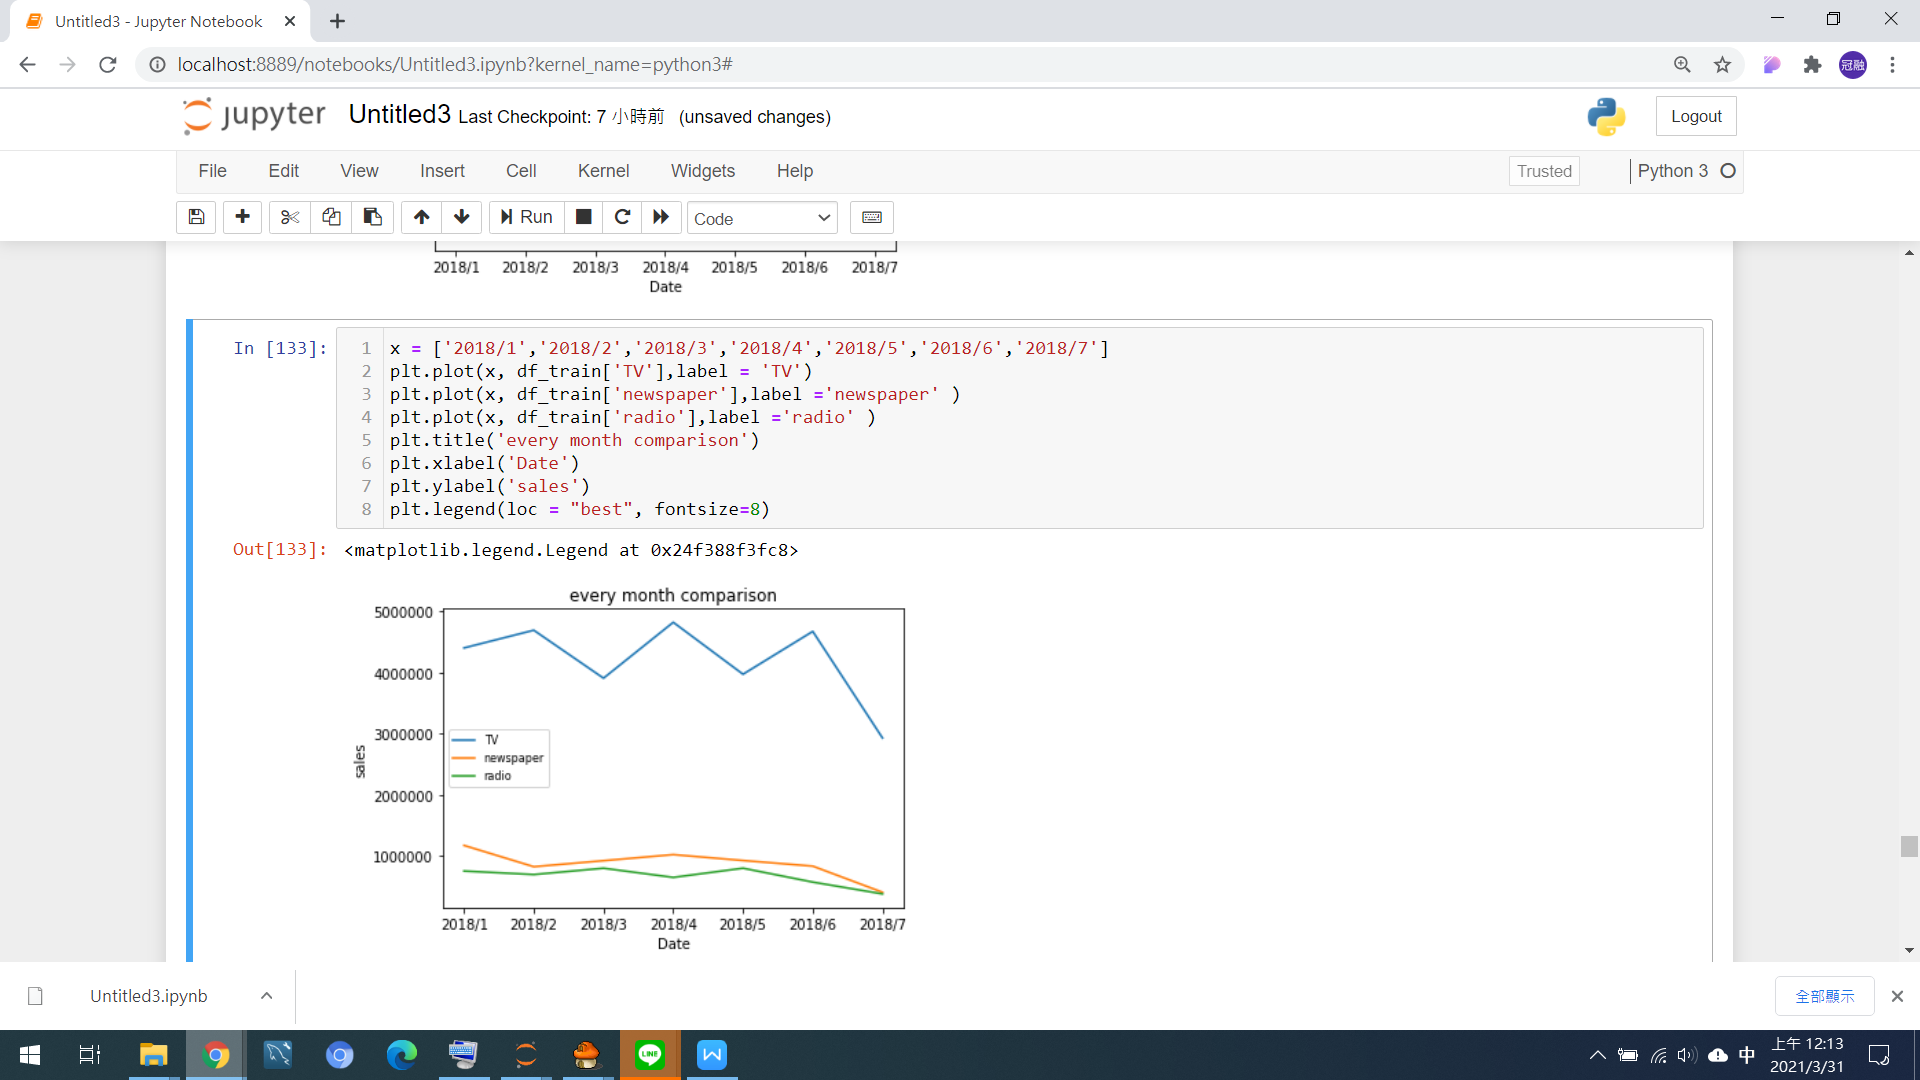 Untitled3 - Jupyter Notebook
localhost:8889/notebooks/Untitled3.ipynb?kernel_name=python3#
冠融
jupyter Untitled3 Last Checkpoint: 7 小時前 (unsaved changes)
Logout
File Edit View Insert Cell Kernel Widgets Help
Trusted
Python 3
Run
Code
2018/1 2018/2 2018/3 2018/4 2018/5 2018/6 2018/7
Date
In [133]:
1 x = ['2018/1','2018/2','2018/3','2018/4','2018/5','2018/6','2018/7']
2 plt.plot(x, df_train['TV'],label = 'TV')
3 plt.plot(x, df_train['newspaper'],label ='newspaper' )
4 plt.plot(x, df_train['radio'],label ='radio' )
5 plt.title('every month comparison')
6 plt.xlabel('Date')
7 plt.ylabel('sales')
8 plt.legend(loc = "best", fontsize=8)
Out[133]: <matplotlib.legend.Legend at 0x24f388f3fc8>
every month comparison
5000000
4000000
3000000
2000000
1000000
sales
TV
newspaper
radio
2018/1 2018/2 2018/3 2018/4 2018/5 2018/6 2018/7
Date
Untitled3.ipynb
全部顯示
LINE
中
上午 12:13
2021/3/31